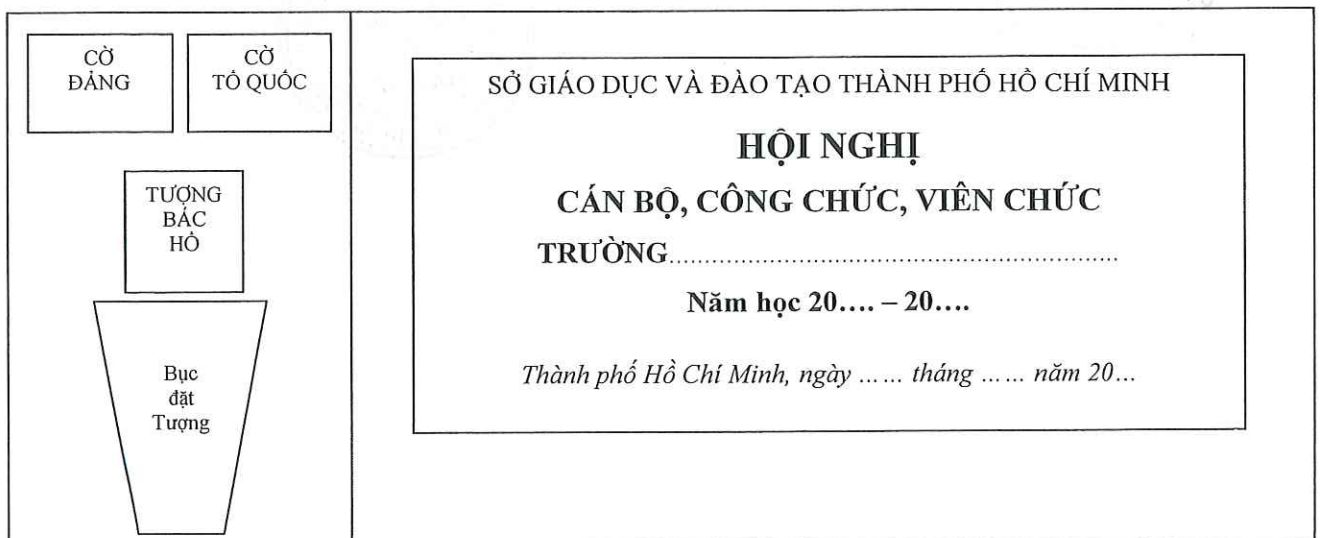 CỜ
ĐẢNG
CỜ
TỔ QUỐC
TƯỢNG
BÁC
HỒ
Bục
đặt
Tượng
SỞ GIÁO DỤC VÀ ĐÀO TẠO THÀNH PHỐ HỒ CHÍ MINH
HỘI NGHỊ
CÁN BỘ, CÔNG CHỨC, VIÊN CHỨC
TRƯỜNG..............................................................
Năm học 20…. – 20….
Thành phố Hồ Chí Minh, ngày …… tháng …… năm 20…